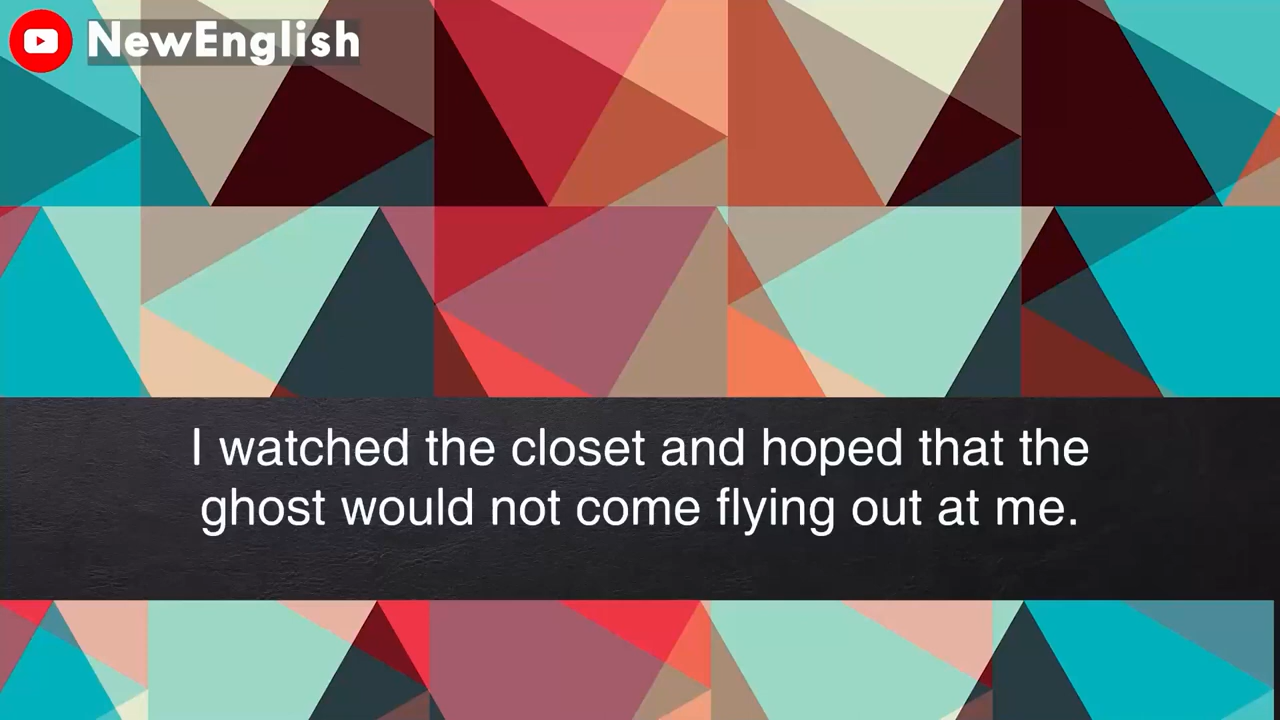 NewEnglish
I watched the closet and hoped that the
ghost would not come flying out at me.